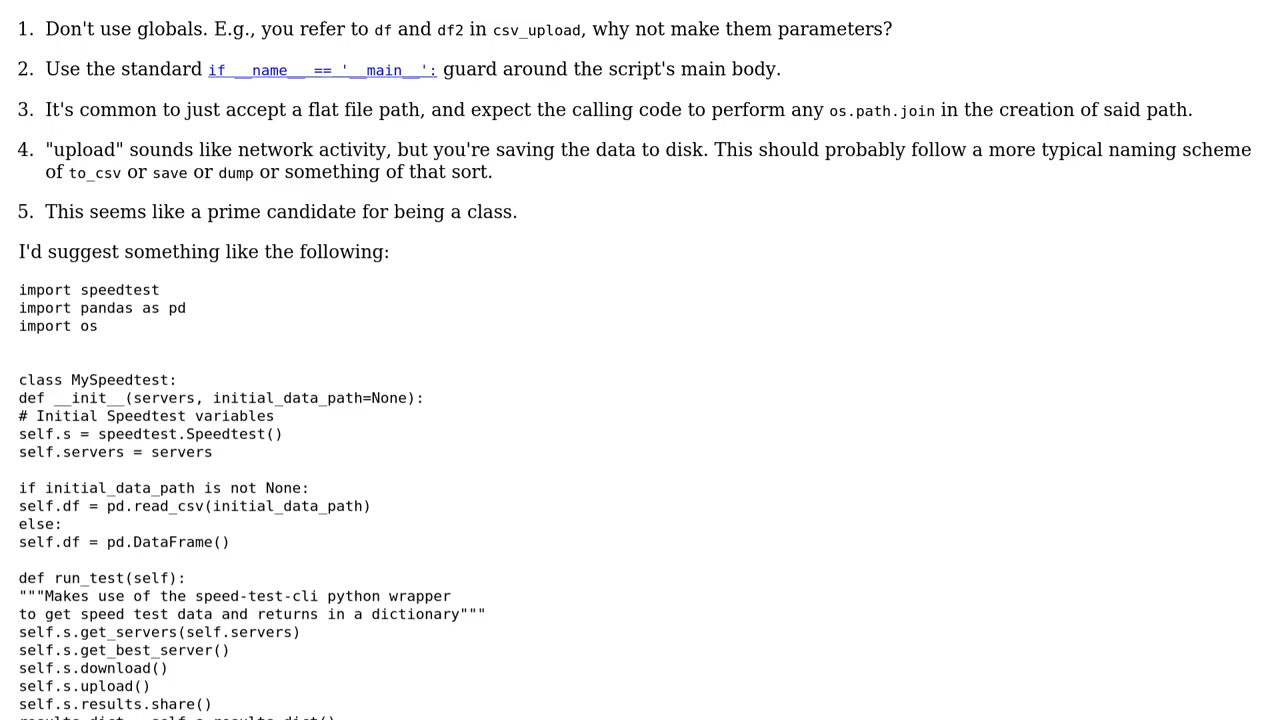 1. Don't use globals. E.g., you refer to df and df2 in csv_upload, why not make them parameters?
2. Use the standard if __name__ == '__main__': guard around the script's main body.
3. It's common to just accept a flat file path, and expect the calling code to perform any os.path.join in the creation of said path.
4. "upload" sounds like network activity, but you're saving the data to disk. This should probably follow a more typical naming scheme
of to_csv or save or dump or something of that sort.
5. This seems like a prime candidate for being a class.
I'd suggest something like the following:
import speedtest
import pandas as pd
import os
class MySpeedtest:
def __init__(servers, initial_data_path=None):
# Initial Speedtest variables
self.s = speedtest.Speedtest()
self.servers = servers
if initial_data_path is not None:
self.df = pd.read_csv(initial_data_path)
else:
self.df = pd.DataFrame()
def run_test(self):
"""Makes use of the speed-test-cli python wrapper
to get speed test data and returns in a dictionary"""
self.s.get_servers(self.servers)
self.s.get_best_server()
self.s.download()
self.s.upload()
self.s.results.share()